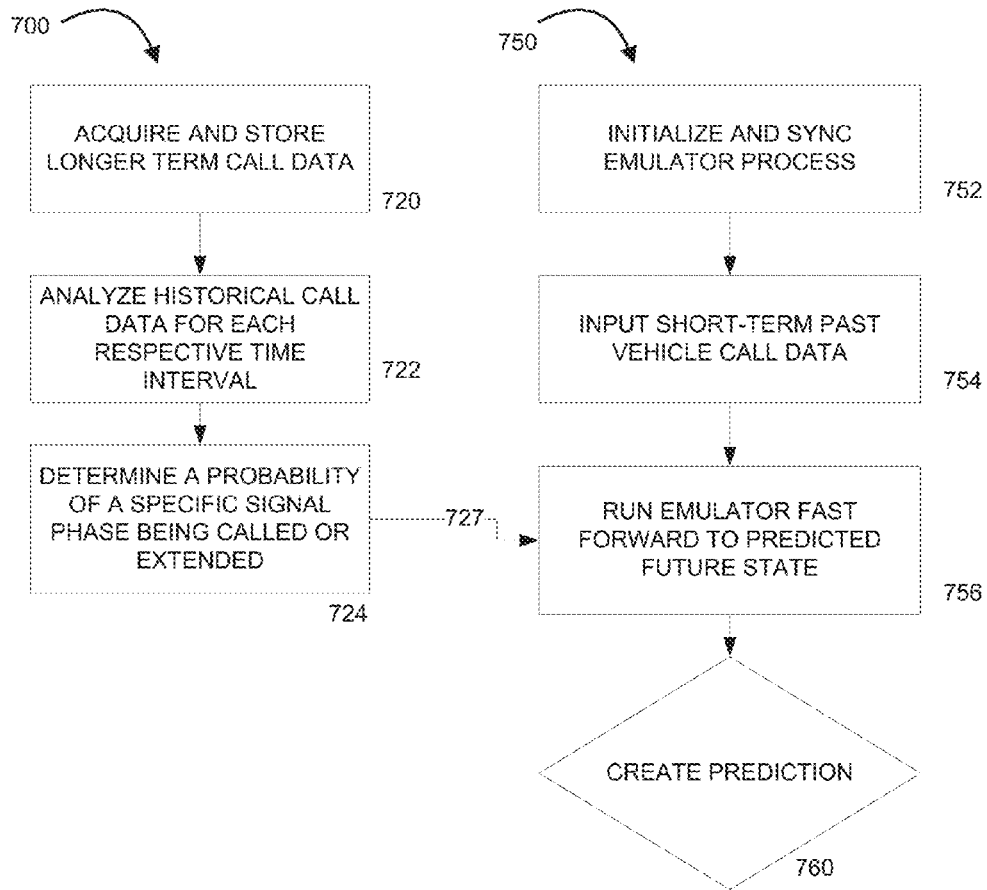 700
ACQUIRE AND STORE
LONGER TERM CALL DATA
720
ANALYZE HISTORICAL CALL
DATA FOR EACH
RESPECTIVE TIME
INTERVAL
722
DETERMINE A PROBABILITY
OF A SPECIFIC SIGNAL
PHASE BEING CALLED OR
EXTENDED
724
727
750
INITIALIZE AND SYNC
EMULATOR PROCESS
752
INPUT SHORT-TERM PAST
VEHICLE CALL DATA
754
RUN EMULATOR FAST
FORWARD TO PREDICTED
FUTURE STATE
756
CREATE PREDICTION
760